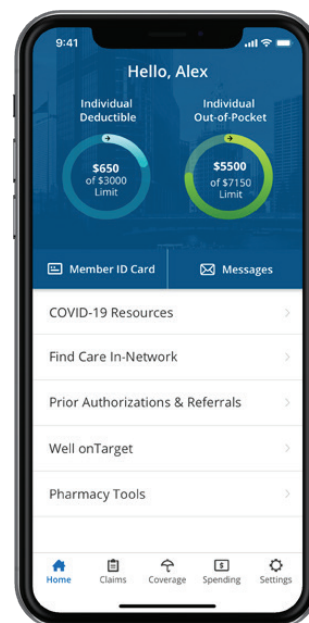 9:41
Hello, Alex
Individual
Deductible
$650
of $3000
Limit
Individual
Out-of-Pocket
$5500
of $7150
Limit
Member ID Card
Messages
COVID-19 Resources
Find Care In-Network
Prior Authorizations & Referrals
Well onTarget
Pharmacy Tools
Home
Claims
Coverage
Spending
Settings